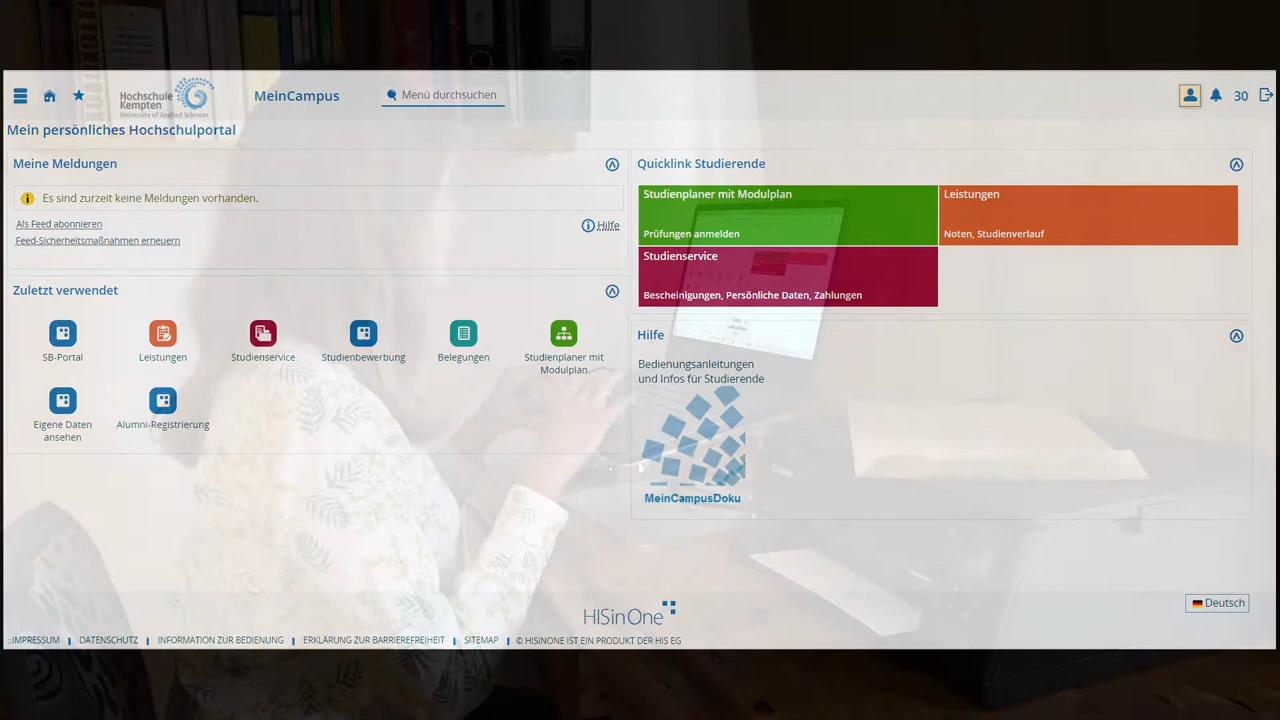 Hochschule
Kempten
University of Applied Sciences
MeinCampus
Menü durchsuchen
30
Mein persönliches Hochschulportal
Meine Meldungen
Es sind zurzeit keine Meldungen vorhanden.
Als Feed abonnieren
Hilfe
Feed-Sicherheitsmaßnahmen erneuern
Zuletzt verwendet
SB-Portal
Leistungen
Studienservice
Studienbewerbung
Belegungen
Studienplaner mit
Modulplan
Eigene Daten
ansehen
Alumni-Registrierung
Quicklink Studierende
Studienplaner mit Modulplan
Prüfungen anmelden
Leistungen
Noten, Studienverlauf
Studienservice
Bescheinigungen, Persönliche Daten, Zahlungen
Hilfe
Bedienungsanleitungen
und Infos für Studierende
MeinCampusDoku
HISinOne
Deutsch
::IMPRESSUM
DATENSCHUTZ
INFORMATION ZUR BEDIENUNG
ERKLÄRUNG ZUR BARRIEREFREIHEIT
SITEMAP
© HISINONE IST EIN PRODUKT DER HIS EG